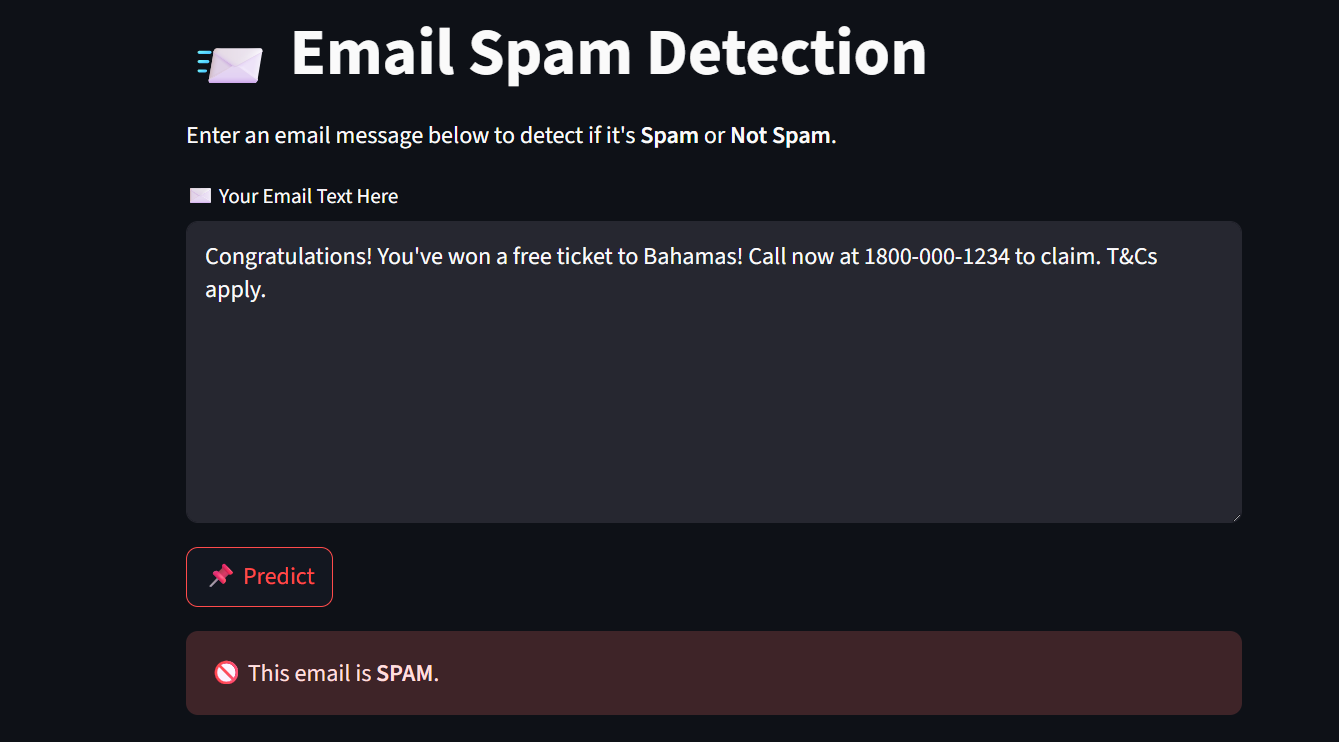 Email Spam Detection
Enter an email message below to detect if it's Spam or Not Spam.
Your Email Text Here
Congratulations! You've won a free ticket to Bahamas! Call now at 1800-000-1234 to claim. T&Cs
apply.
Predict
This email is SPAM.